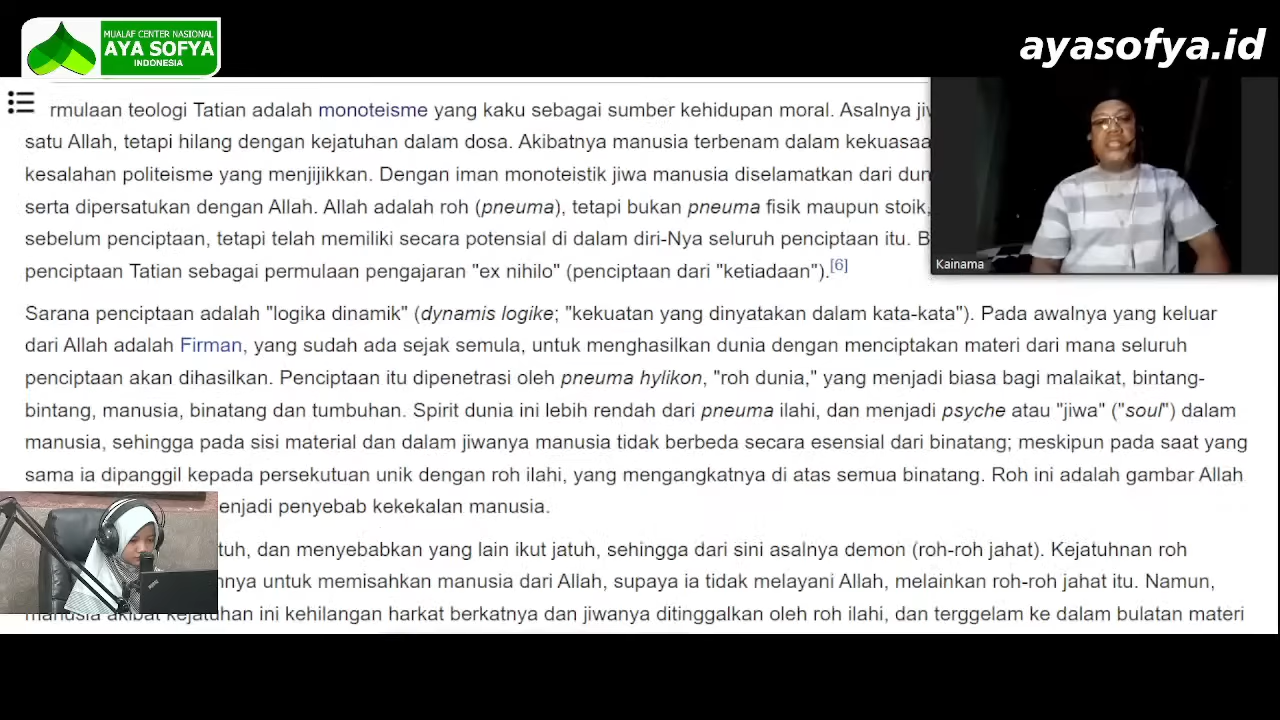 MUALAF CENTER NASIONAL
AYA SOFYA
INDONESIA
ayasofya.id
rmulaan teologi Tatian adalah monoteisme yang kaku sebagai sumber kehidupan moral. Asalnya
satu Allah, tetapi hilang dengan kejatuhan dalam dosa. Akibatnya manusia terbenam dalam
kesalahan politeisme yang menjijikkan. Dengan iman monoteistik jiwa manusia diselamatkan dari
serta dipersatukan dengan Allah. Allah adalah roh (pneuma), tetapi bukan pneuma fisik maupun stoik,
sebelum penciptaan, tetapi telah memiliki secara potensial di dalam diri-Nya seluruh penciptaan itu.
penciptaan Tatian sebagai permulaan pengajaran "ex nihilo" (penciptaan dari "ketiadaan").[6]
Kainama
Sarana penciptaan adalah "logika dinamik" (dynamis logike; "kekuatan yang dinyatakan dalam kata-kata"). Pada awalnya yang keluar
dari Allah adalah Firman, yang sudah ada sejak semula, untuk menghasilkan dunia dengan menciptakan materi dari mana seluruh
penciptaan akan dihasilkan. Penciptaan itu dipenetrasi oleh pneuma hylikon, "roh dunia," yang menjadi biasa bagi malaikat, bintang-
bintang, manusia, binatang dan tumbuhan. Spirit dunia ini lebih rendah dari pneuma ilahi, dan menjadi psyche atau "jiwa" ("soul") dalam
manusia, sehingga pada sisi material dan dalam jiwanya manusia tidak berbeda secara esensial dari binatang; meskipun pada saat yang
sama ia dipanggil kepada persekutuan unik dengan roh ilahi, yang mengangkatnya di atas semua binatang. Roh ini adalah gambar Allah
enjadi penyebab kekekalan manusia.
tuh, dan menyebabkan yang lain ikut jatuh, sehingga dari sini asalnya demon (roh-roh jahat). Kejatuhnan roh
nnya untuk memisahkan manusia dari Allah, supaya ia tidak melayani Allah, melainkan roh-roh jahat itu. Namun,
manusia akibat kejatuhan ini kehilangan harkat berkatnya dan jiwanya ditinggalkan oleh roh ilahi, dan terggelam ke dalam bulatan materi